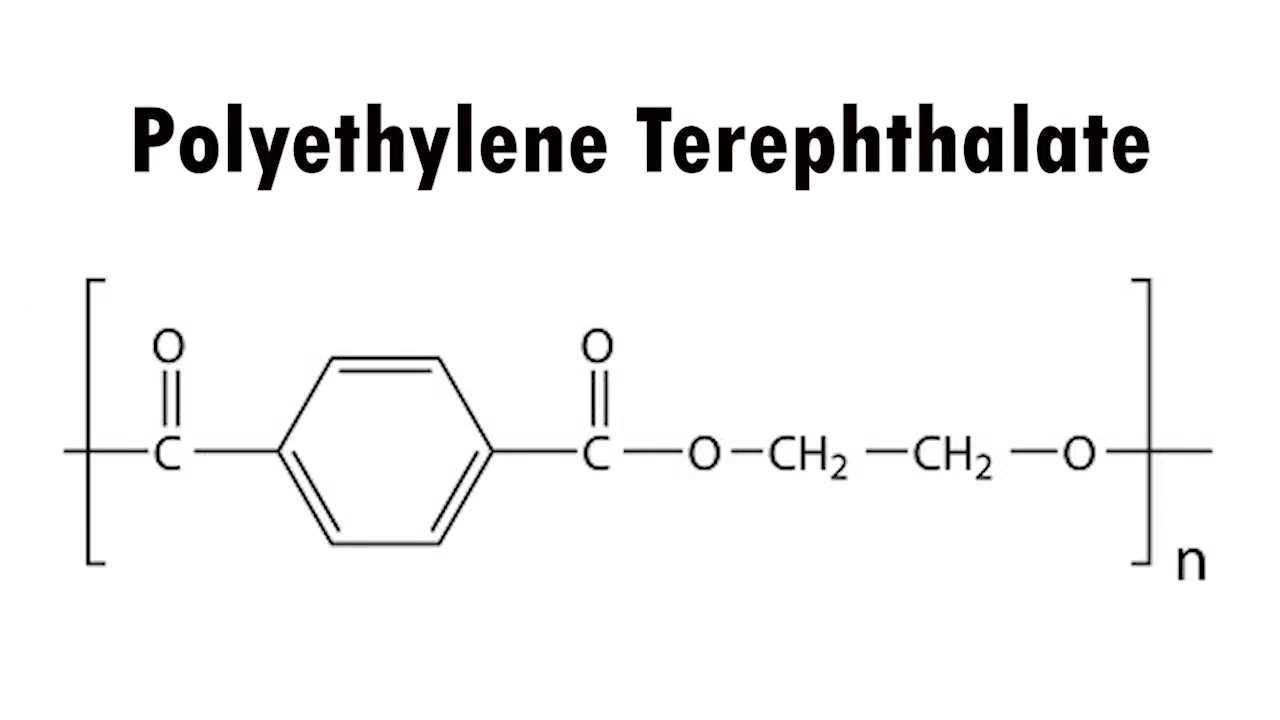 Polyethylene Terephthalate
O O
C C O CH₂ CH₂ O
n